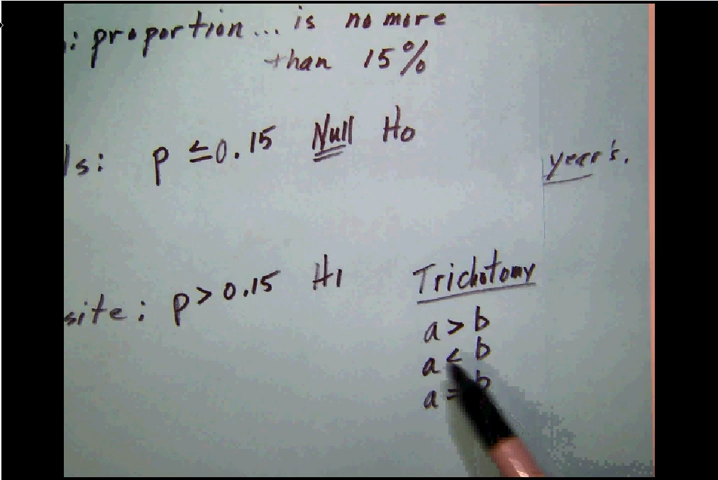 : proportion... is no more
than 15%
ls: p ≤ 0.15 Null Ho
year's.
site: p > 0.15 H1
Trichotomy
a > b
a < b
a = b